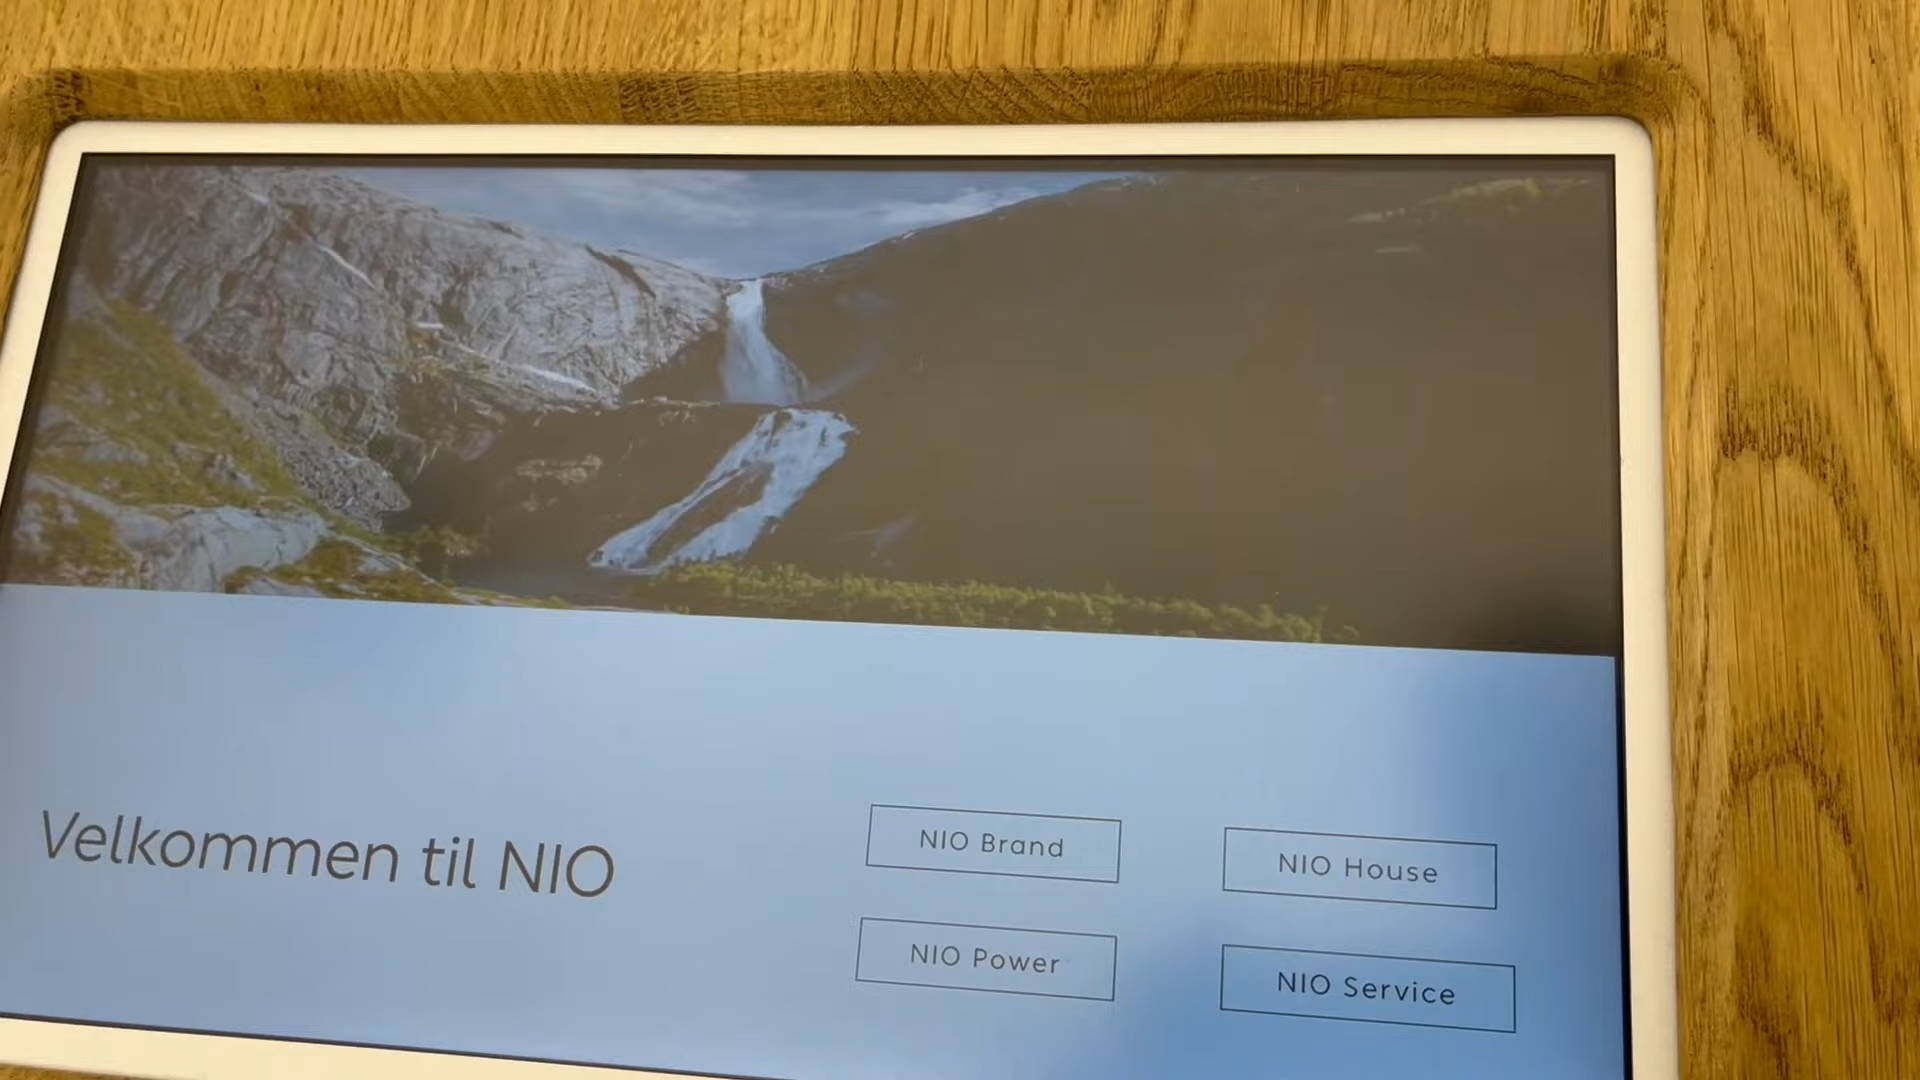 Velkommen til NIO
NIO Brand
NIO House
NIO Power
NIO Service